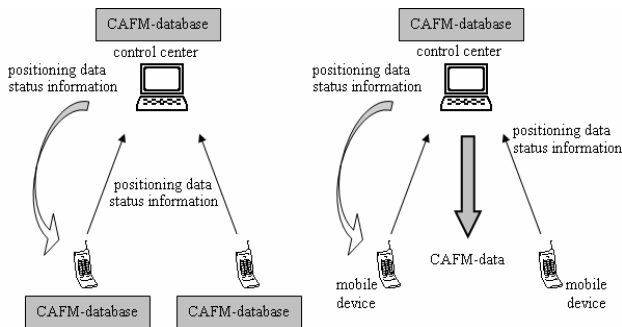 CAFM-database
control center
positioning data
status information
positioning data
status information
CAFM-database
CAFM-database
CAFM-database
control center
positioning data
status information
positioning data
status information
CAFM-data
mobile
device
mobile
device